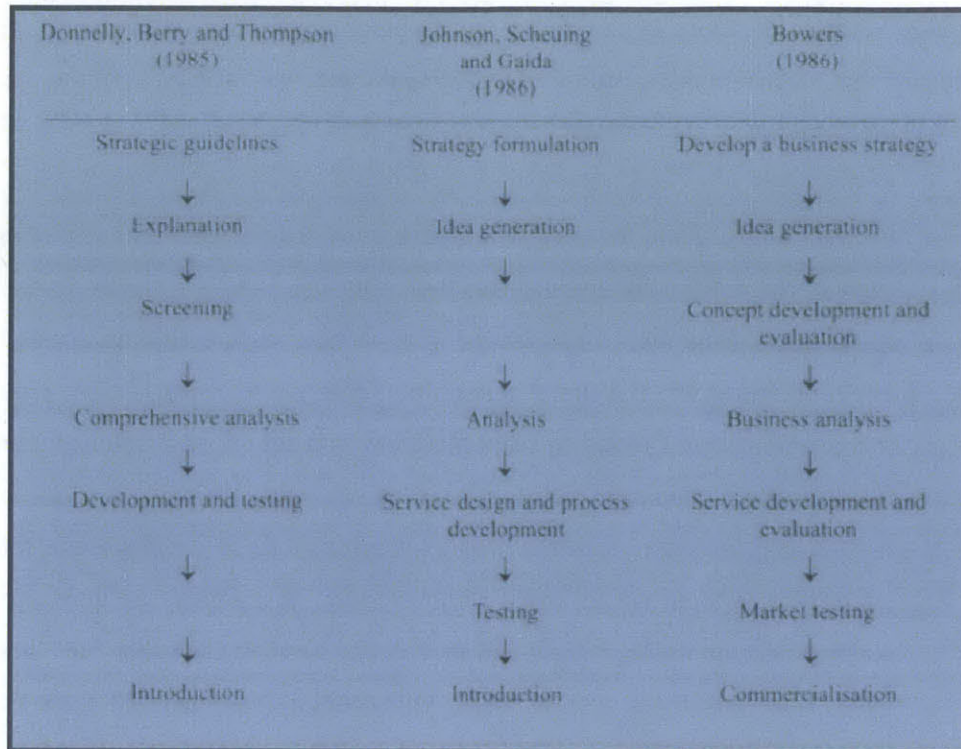 Donnelly, Berry and Thompson
(1985)
Johnson, Scheuing
and Gaida
(1986)
Bowers
(1986)
Strategic guidelines
Strategy formulation
Develop a business strategy
↓
↓
↓
Explanation
Idea generation
Idea generation
↓
↓
↓
Screening
Concept development and
evaluation
↓
↓
↓
Comprehensive analysis
Analysis
Business analysis
↓
↓
↓
Development and testing
Service design and process
development
Service development and
evaluation
↓
↓
↓
Testing
Market testing
↓
↓
↓
Introduction
Introduction
Commercialisation